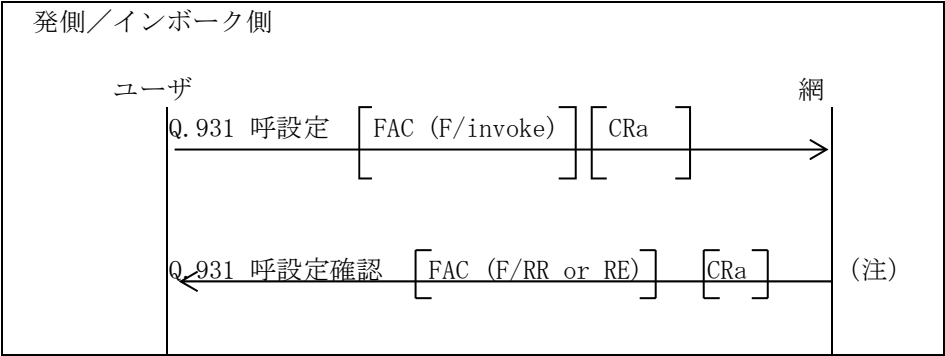 発側／インボーク側
ユーザ 網
Q.931 呼設定 [FAC (F/invoke)] [CRa ]
Q.931 呼設定確認 [FAC (F/RR or RE)] [CRa ] (注)